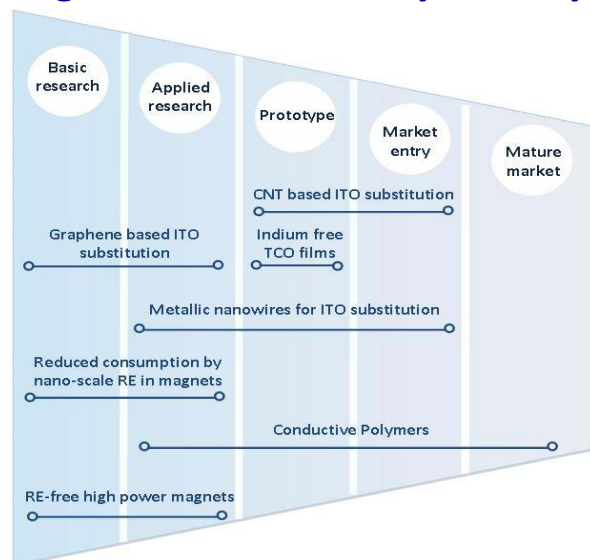 Basic
research
Applied
research
Prototype
Market
entry
Mature
market
CNT based ITO substitution
Graphene based ITO
substitution
Indium free
TCO films
Metallic nanowires for ITO substitution
Reduced consumption by
nano-scale RE in magnets
Conductive Polymers
RE-free high power magnets